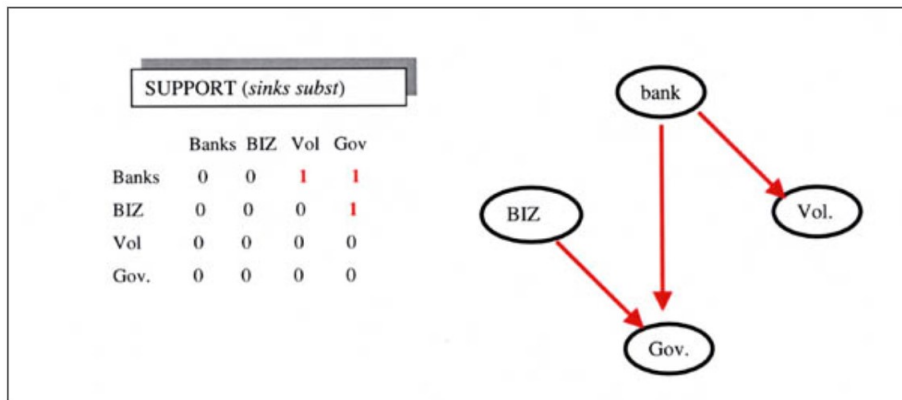 SUPPORT (sinks subst)
Banks BIZ Vol Gov
Banks 0 0 1 1
BIZ 0 0 0 1
Vol 0 0 0 0
Gov. 0 0 0 0
bank
BIZ
Vol.
Gov.